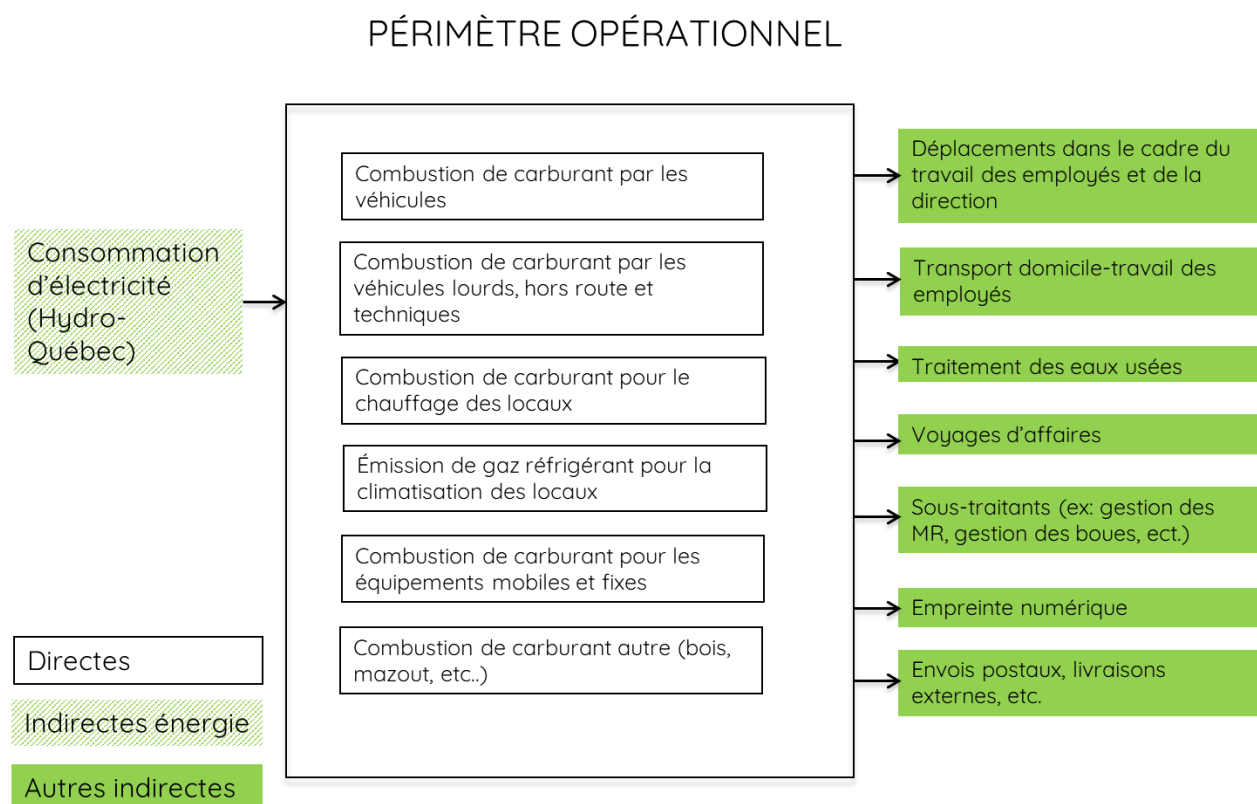 PÉRIMÈTRE OPÉRATIONNEL
Consommation
d'électricité
(Hydro-
Québec)
Combustion de carburant par les
véhicules
Combustion de carburant par les
véhicules lourds, hors route et
techniques
Combustion de carburant pour le
chauffage des locaux
Émission de gaz réfrigérant pour la
climatisation des locaux
Combustion de carburant pour les
équipements mobiles et fixes
Combustion de carburant autre (bois,
mazout, etc..)
Déplacements dans le cadre du
travail des employés et de la
direction
Transport domicile-travail des
employés
Traitement des eaux usées
Voyages d'affaires
Sous-traitants (ex: gestion des
MR, gestion des boues, ect.)
Empreinte numérique
Envois postaux, livraisons
externes, etc.
Directes
Indirectes énergie
Autres indirectes